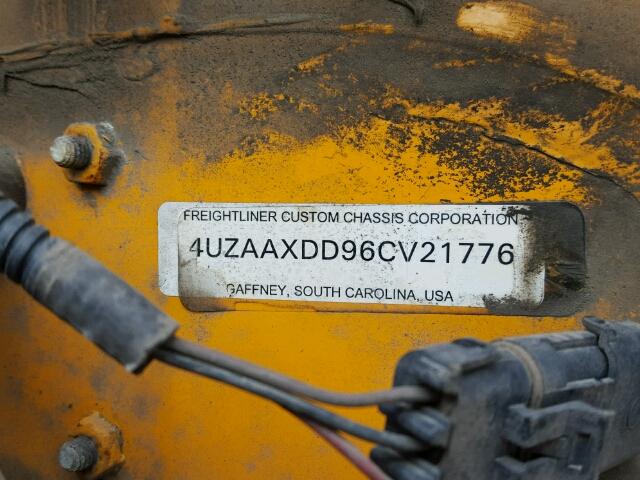 FREIGHTLINER CUSTOM CHASSIS CORPORATION
4UZAAXDD96CV21776
GAFFNEY, SOUTH CAROLINA, USA